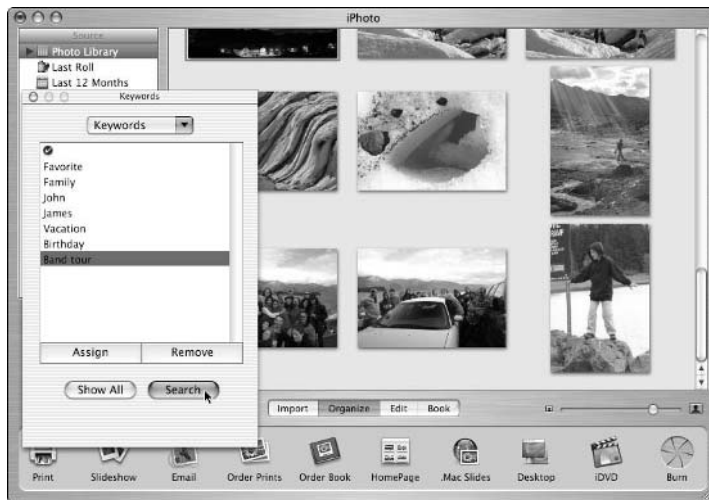 iPhoto
Source
Photo Library
Last Roll
Last 12 Months
Keywords
Keywords
Favorite
Family
John
James
Vacation
Birthday
Band tour
Assign Remove
Show All Search
Import Organize Edit Book
Print Slideshow Email Order Prints Order Book HomePage .Mac Slides Desktop iDVD Burn